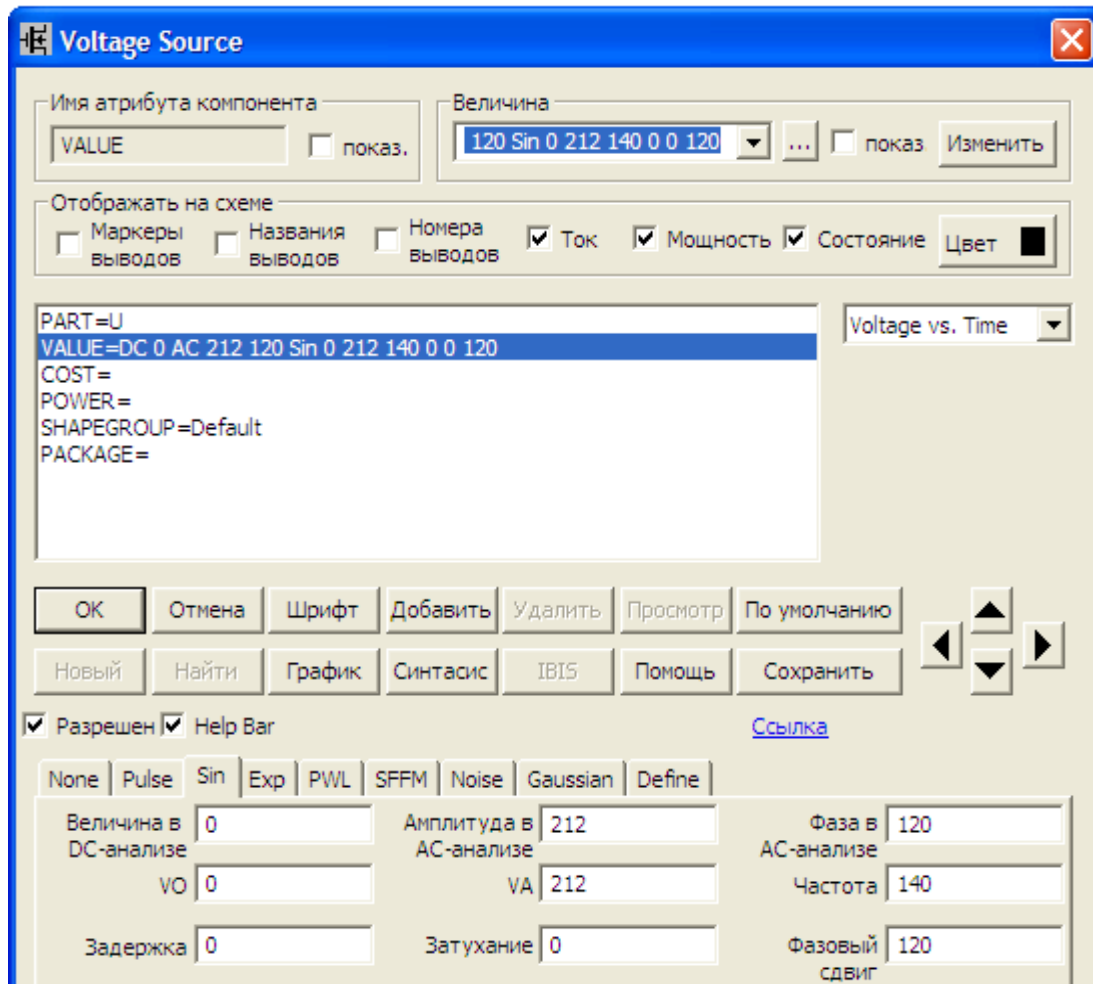 Voltage Source
Имя атрибута компонента
Величина
VALUE
показ.
120 Sin 0 212 140 0 0 120
...
показ
Изменить
Отображать на схеме
Маркеры
выводов
Названия
выводов
Номера
выводов
Ток
Мощность
Состояние
Цвет
PART=U
Voltage vs. Time
VALUE=DC 0 AC 212 120 Sin 0 212 140 0 0 120
COST=
POWER=
SHAPEGROUP=Default
PACKAGE=
OK
Отмена
Шрифт
Добавить
Удалить
Просмотр
По умолчанию
Новый
Найти
График
Синтасис
IBIS
Помощь
Сохранить
Разрешен
Help Bar
Ссылка
None
Pulse
Sin
Exp
PWL
SFFM
Noise
Gaussian
Define
Величина в
DC-анализе
0
Амплитуда в
AC-анализе
212
Фаза в
AC-анализе
120
VO
0
VA
212
Частота
140
Задержка
0
Затухание
0
Фазовый
сдвиг
120